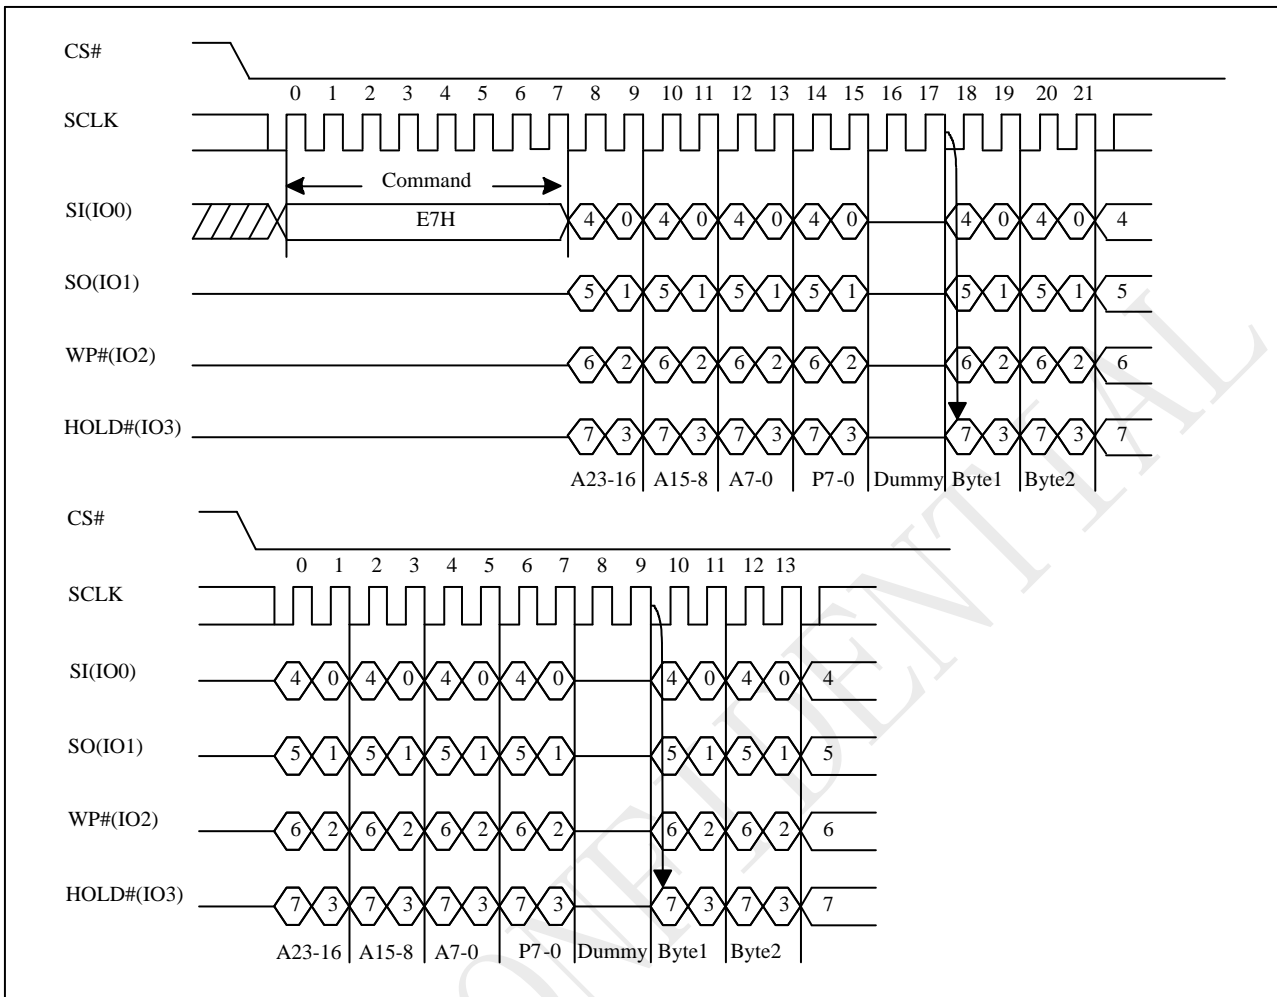 CS#
0 1 2 3 4 5 6 7 8 9 10 11 12 13 14 15 16 17 18 19 20 21
SCLK
Command
SI(IO0) E7H 4 0 4 0 4 0 4 0 4 0 4 0 4
SO(IO1) 5 1 5 1 5 1 5 1 5 1 5 1 5
WP#(IO2) 6 2 6 2 6 2 6 2 6 2 6 2 6
HOLD#(IO3) 7 3 7 3 7 3 7 3 7 3 7 3 7
A23-16 A15-8 A7-0 P7-0 Dummy Byte1 Byte2
CS#
0 1 2 3 4 5 6 7 8 9 10 11 12 13
SCLK
SI(IO0) 4 0 4 0 4 0 4 0 4 0 4 0 4
SO(IO1) 5 1 5 1 5 1 5 1 5 1 5 1 5
WP#(IO2) 6 2 6 2 6 2 6 2 6 2 6 2 6
HOLD#(IO3) 7 3 7 3 7 3 7 3 7 3 7 3 7
A23-16 A15-8 A7-0 P7-0 Dummy Byte1 Byte2
ONFIDENTIAL